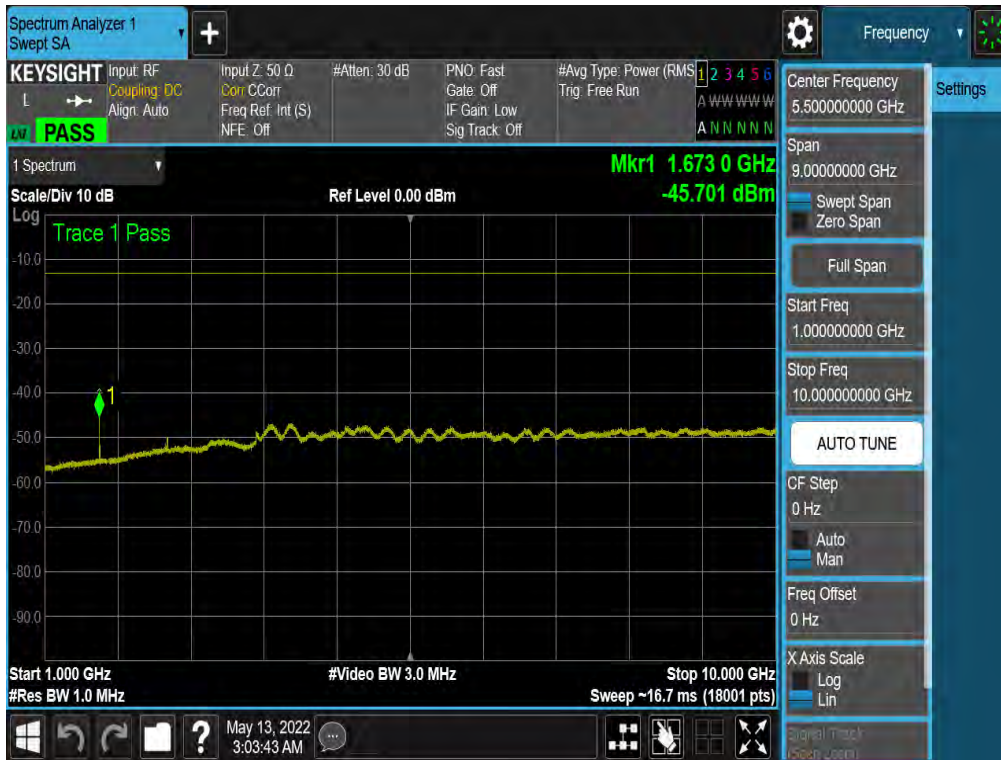 Spectrum Analyzer 1
Swept SA
+
Frequency
KEYSIGHT
Input: RF
Coupling: DC
Align: Auto
Input Z: 50 Ω
Corr CCorr
Freq Ref: Int (S)
NFE: Off
#Atten: 30 dB
PNO: Fast
Gate: Off
IF Gain: Low
Sig Track: Off
#Avg Type: Power (RMS
Trig: Free Run
1 2 3 4 5 6
A W W W W W
A N N N N N
L
LXI
PASS
1 Spectrum
Mkr1 1.673 0 GHz
-45.701 dBm
Scale/Div 10 dB
Ref Level 0.00 dBm
Log
Trace 1 Pass
-10.0
-20.0
-30.0
-40.0
1
-50.0
-60.0
-70.0
-80.0
-90.0
Start 1.000 GHz
#Video BW 3.0 MHz
Stop 10.000 GHz
#Res BW 1.0 MHz
Sweep ~16.7 ms (18001 pts)
Center Frequency
5.500000000 GHz
Settings
Span
9.00000000 GHz
Swept Span
Zero Span
Full Span
Start Freq
1.000000000 GHz
Stop Freq
10.000000000 GHz
AUTO TUNE
CF Step
0 Hz
Auto
Man
Freq Offset
0 Hz
X Axis Scale
Log
Lin
Signal Track
(Span Zoom)
?
May 13, 2022
3:03:43 AM